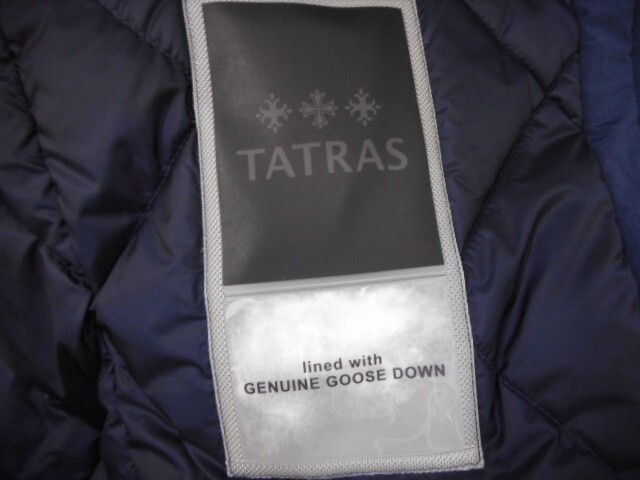 TATRAS
lined with
GENUINE GOOSE DOWN